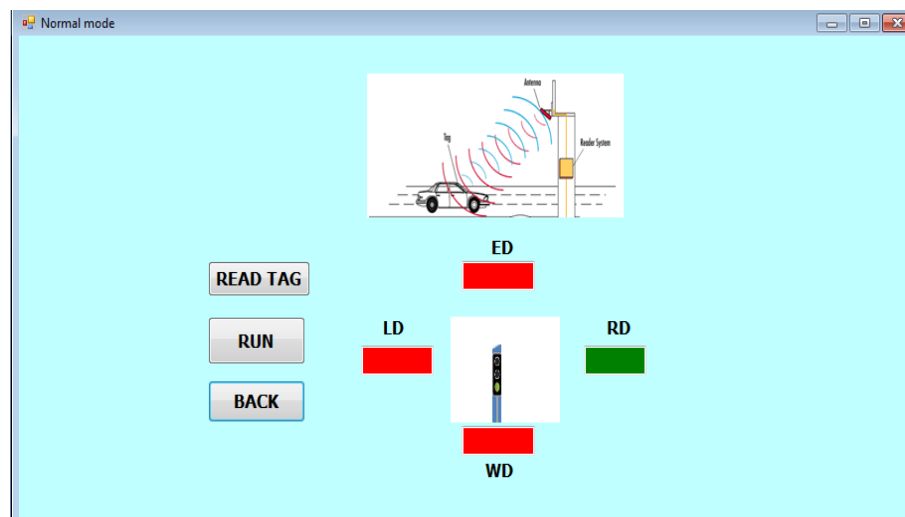 Normal mode
Antenna
Tag
Reader System
ED
READ TAG
LD
RD
RUN
BACK
WD